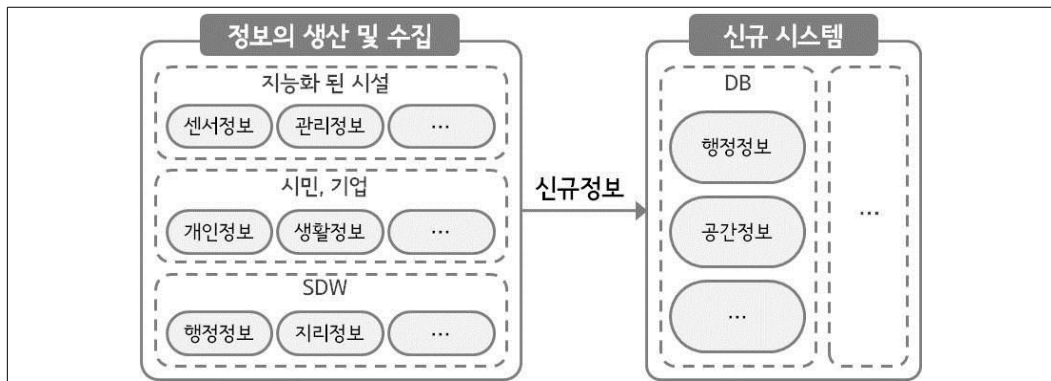 정보의 생산 및 수집
지능화 된 시설
센서정보 관리정보 …
시민, 기업
개인정보 생활정보 …
SDW
행정정보 지리정보 …
신규정보
신규 시스템
DB
행정정보
공간정보
…
…